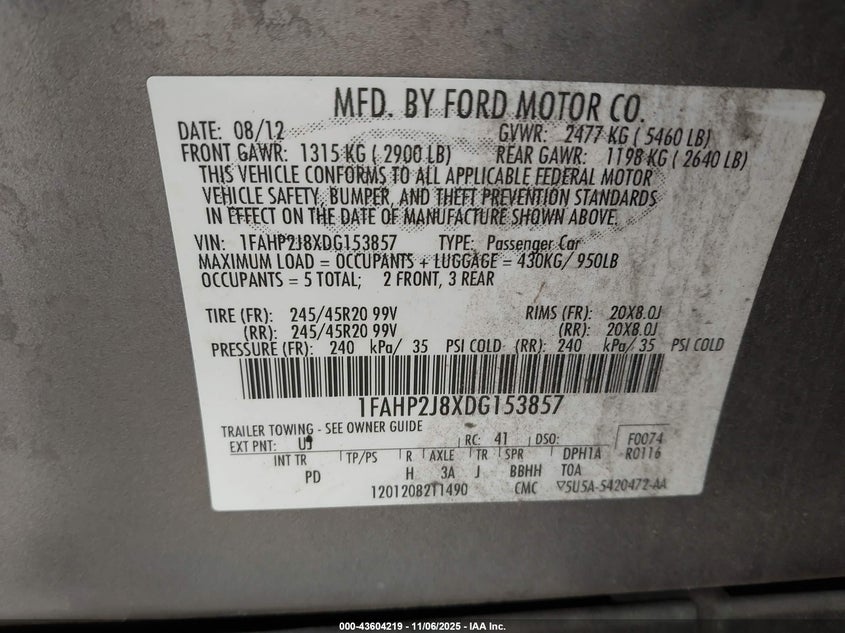 MFD. BY FORD MOTOR CO.
DATE: 08/12 GVWR: 2477 KG ( 5460 LB)
FRONT GAWR: 1315 KG ( 2900 LB) REAR GAWR: 1198 KG ( 2640 LB)
THIS VEHICLE CONFORMS TO ALL APPLICABLE FEDERAL MOTOR
VEHICLE SAFETY, BUMPER, AND THEFT PREVENTION STANDARDS
IN EFFECT ON THE DATE OF MANUFACTURE SHOWN ABOVE.
VIN: 1FAHP2J8XDG153857 TYPE: Passenger Car
MAXIMUM LOAD = OCCUPANTS + LUGGAGE = 430KG/ 950LB
OCCUPANTS = 5 TOTAL; 2 FRONT, 3 REAR
TIRE (FR): 245/45R20 99V RIMS (FR): 20X8.0J
(RR): 245/45R20 99V (RR): 20X8.0J
PRESSURE (FR): 240 kPa/ 35 PSI COLD (RR): 240 kPa/ 35 PSI COLD
1FAHP2J8XDG153857
TRAILER TOWING - SEE OWNER GUIDE
EXT PNT: UJ RC: 41 DSO: F0074
INT TR TP/PS R AXLE TR SPR DPH1A R0116
PD H 3A J BBHH TOA
12012082T1490 CMC 5U5A-5420472-AA
000-43604219 - 11/06/2025 - IAA Inc.